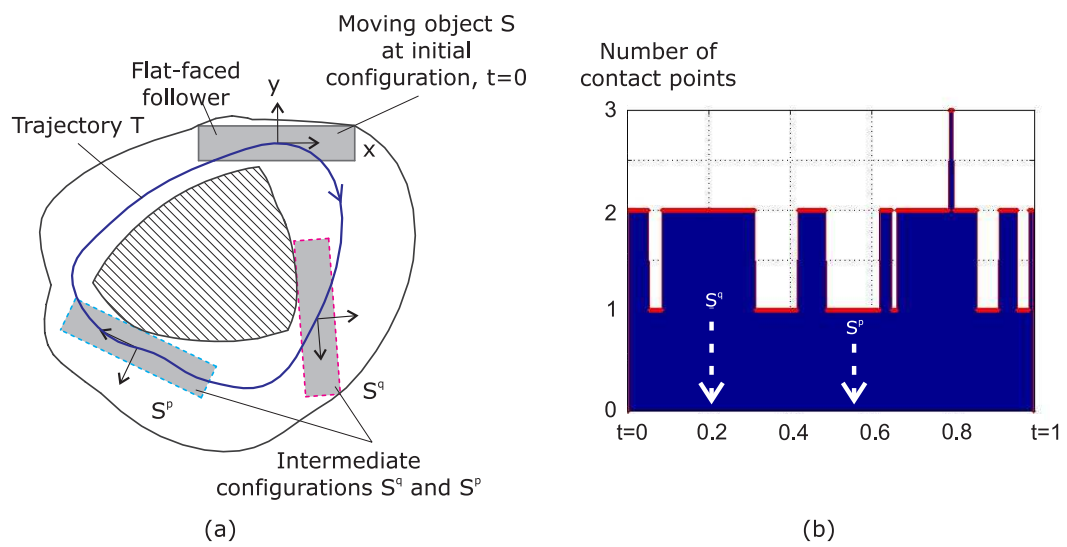 Moving object S
at initial
configuration, t=0
Flat-faced
follower
Trajectory T
y
x
S^q
S^p
Intermediate
configurations S^q and S^p
(a)
Number of
contact points
3
2
1
0
S^q
S^p
t=0
0.2
0.4
0.6
0.8
t=1
(b)